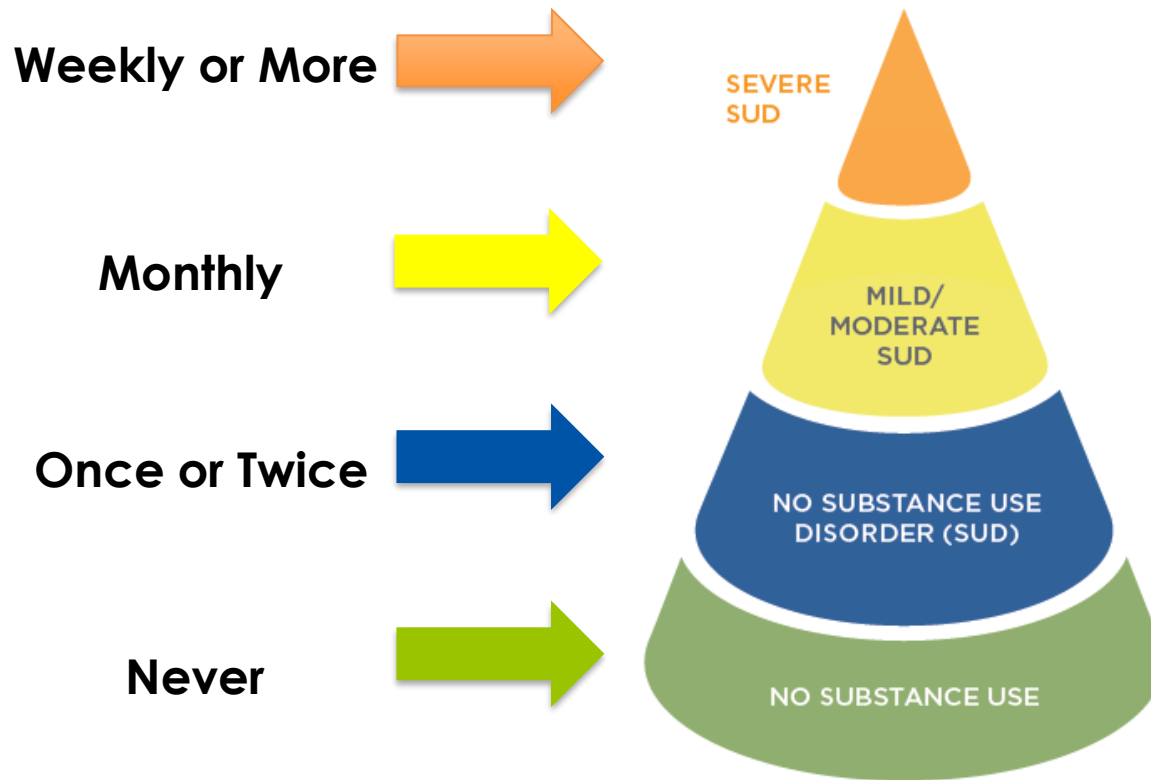 Weekly or More
SEVERE
SUD
Monthly
MILD/
MODERATE
SUD
Once or Twice
NO SUBSTANCE USE
DISORDER (SUD)
Never
NO SUBSTANCE USE